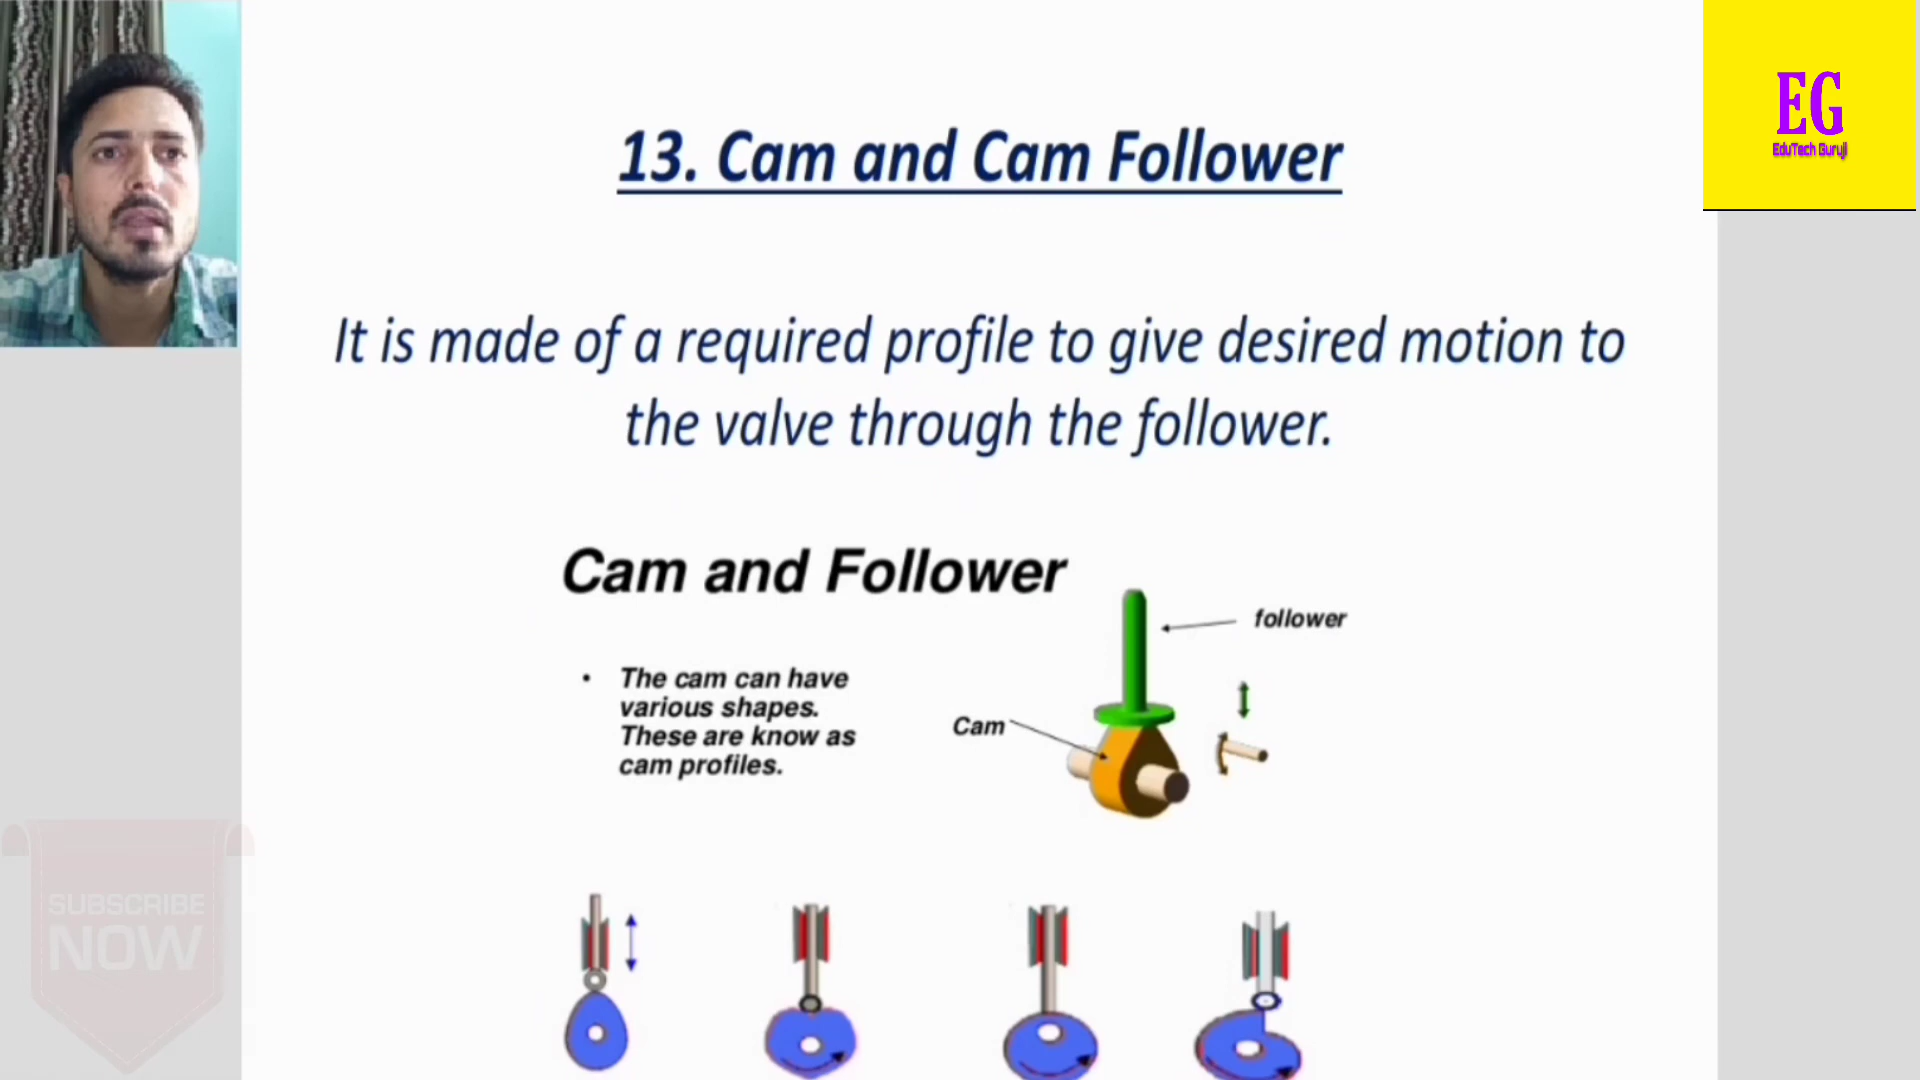 EG
EduTech Guruji
13. Cam and Cam Follower
It is made of a required profile to give desired motion to
the valve through the follower.
Cam and Follower
follower
• The cam can have
various shapes.
These are know as
cam profiles.
Cam
SUBSCRIBE
NOW